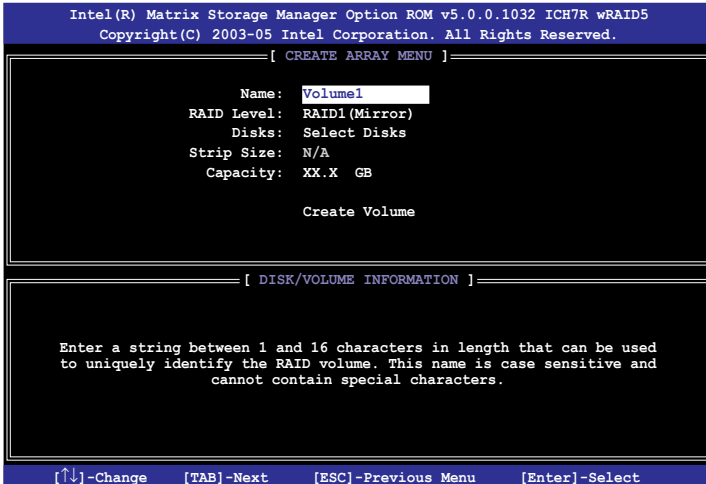 Intel(R) Matrix Storage Manager Option ROM v5.0.0.1032 ICH7R wRAID5
Copyright(C) 2003-05 Intel Corporation. All Rights Reserved.
[ CREATE ARRAY MENU ]
Name: Volume1
RAID Level: RAID1(Mirror)
Disks: Select Disks
Strip Size: N/A
Capacity: XX.X GB
Create Volume
[ DISK/VOLUME INFORMATION ]
Enter a string between 1 and 16 characters in length that can be used
to uniquely identify the RAID volume. This name is case sensitive and
cannot contain special characters.
[↑↓]-Change [TAB]-Next [ESC]-Previous Menu [Enter]-Select